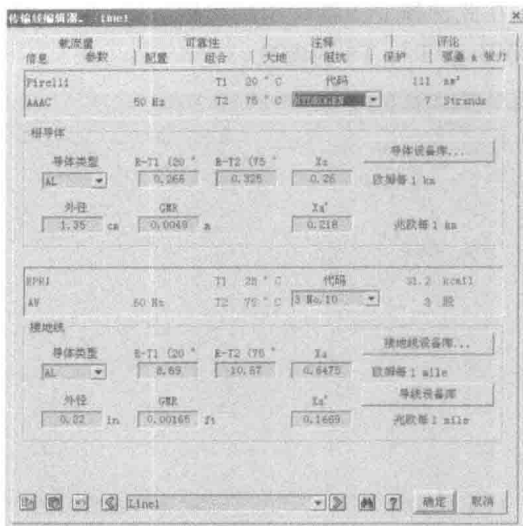 传输线编辑器。 - Line1
载流量 可靠性 注释 评论
信息 参数 配置 组合 大地 阻抗 保护 弧垂 & 张力
Pirelli T1 20 ° C 代码 111 mm²
AAAC 50 Hz T2 75 ° C HYDROGEN 7 Strands
相导体
导体类型 R-T1 (20 ° R-T2 (75 ° Xa 导体设备库...
AL 0.266 0.325 0.26 欧姆每 1 km
外径 GMR Xa'
1.35 cm 0.0049 m 0.218 兆欧每 1 km
EPRI T1 25 ° C 代码 31.2 kcmil
AW 60 Hz T2 75 ° C 3 No.10 3 股
接地线
导体类型 R-T1 (20 ° R-T2 (75 ° Xa 接地线设备库...
AL 8.89 10.67 0.6475 欧姆每 1 mile
导线设备库
外径 GMR Xa'
0.22 in 0.00165 ft 0.1669 兆欧每 1 mile
Line1 确定 取消